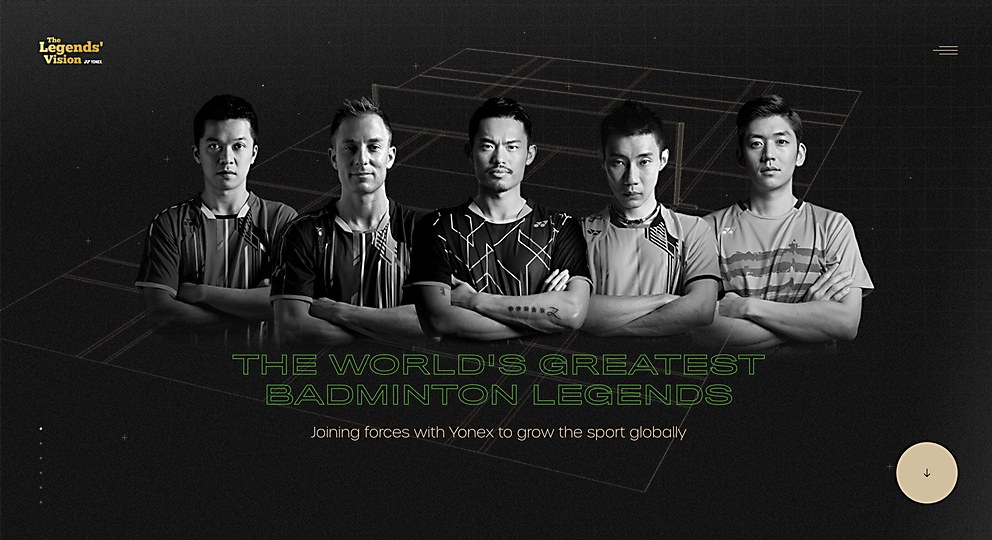 The
Legends'
Vision YONEX
THE WORLD'S GREATEST
BADMINTON LEGENDS
Joining forces with Yonex to grow the sport globally